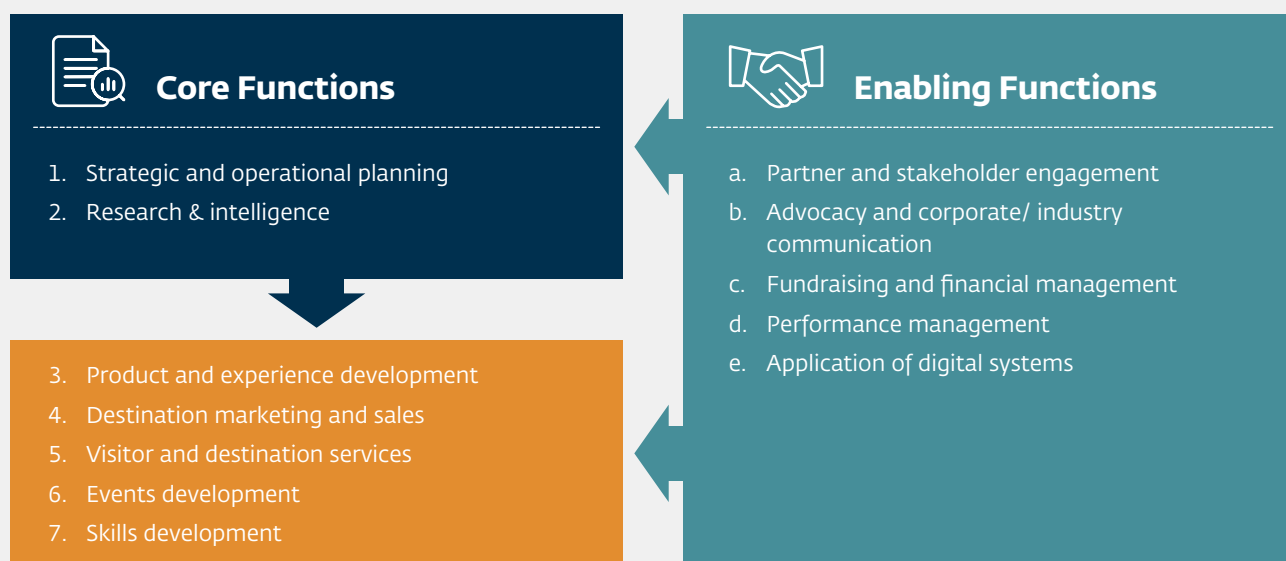 Core Functions
1. Strategic and operational planning
2. Research & intelligence
3. Product and experience development
4. Destination marketing and sales
5. Visitor and destination services
6. Events development
7. Skills development
Enabling Functions
a. Partner and stakeholder engagement
b. Advocacy and corporate/ industry
communication
c. Fundraising and financial management
d. Performance management
e. Application of digital systems